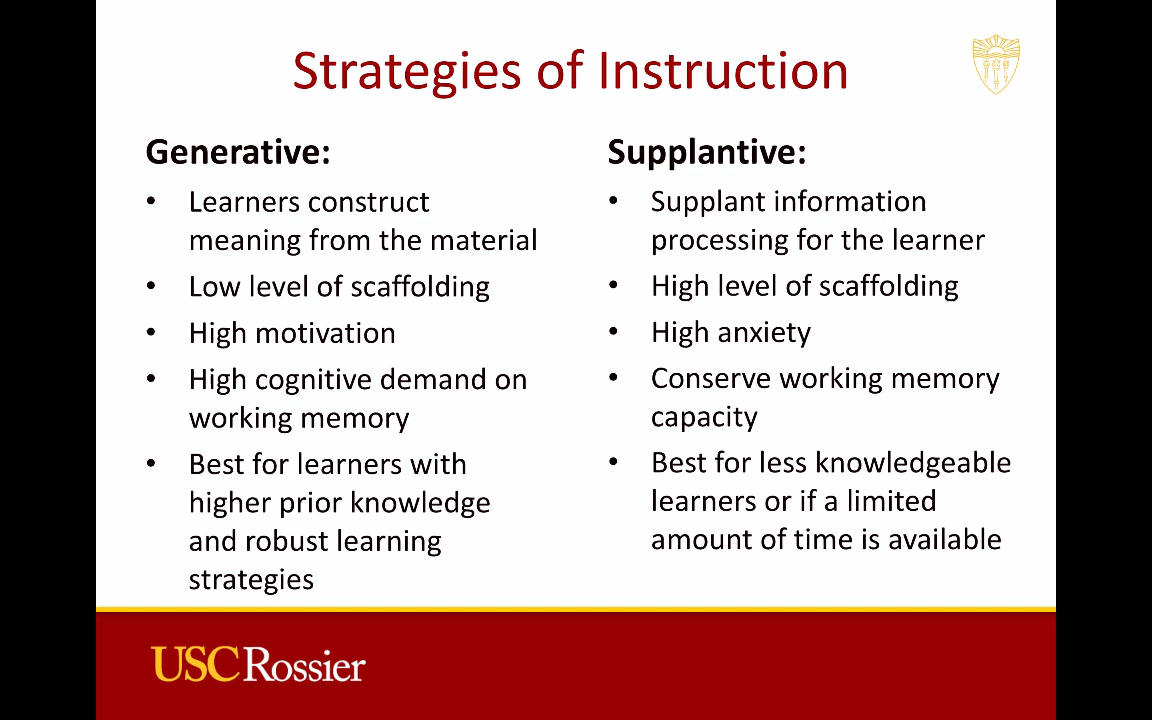 Strategies of Instruction
Generative:
• Learners construct
meaning from the material
• Low level of scaffolding
• High motivation
• High cognitive demand on
working memory
• Best for learners with
higher prior knowledge
and robust learning
strategies
Supplantive:
• Supplant information
processing for the learner
• High level of scaffolding
• High anxiety
• Conserve working memory
capacity
• Best for less knowledgeable
learners or if a limited
amount of time is available
USC Rossier